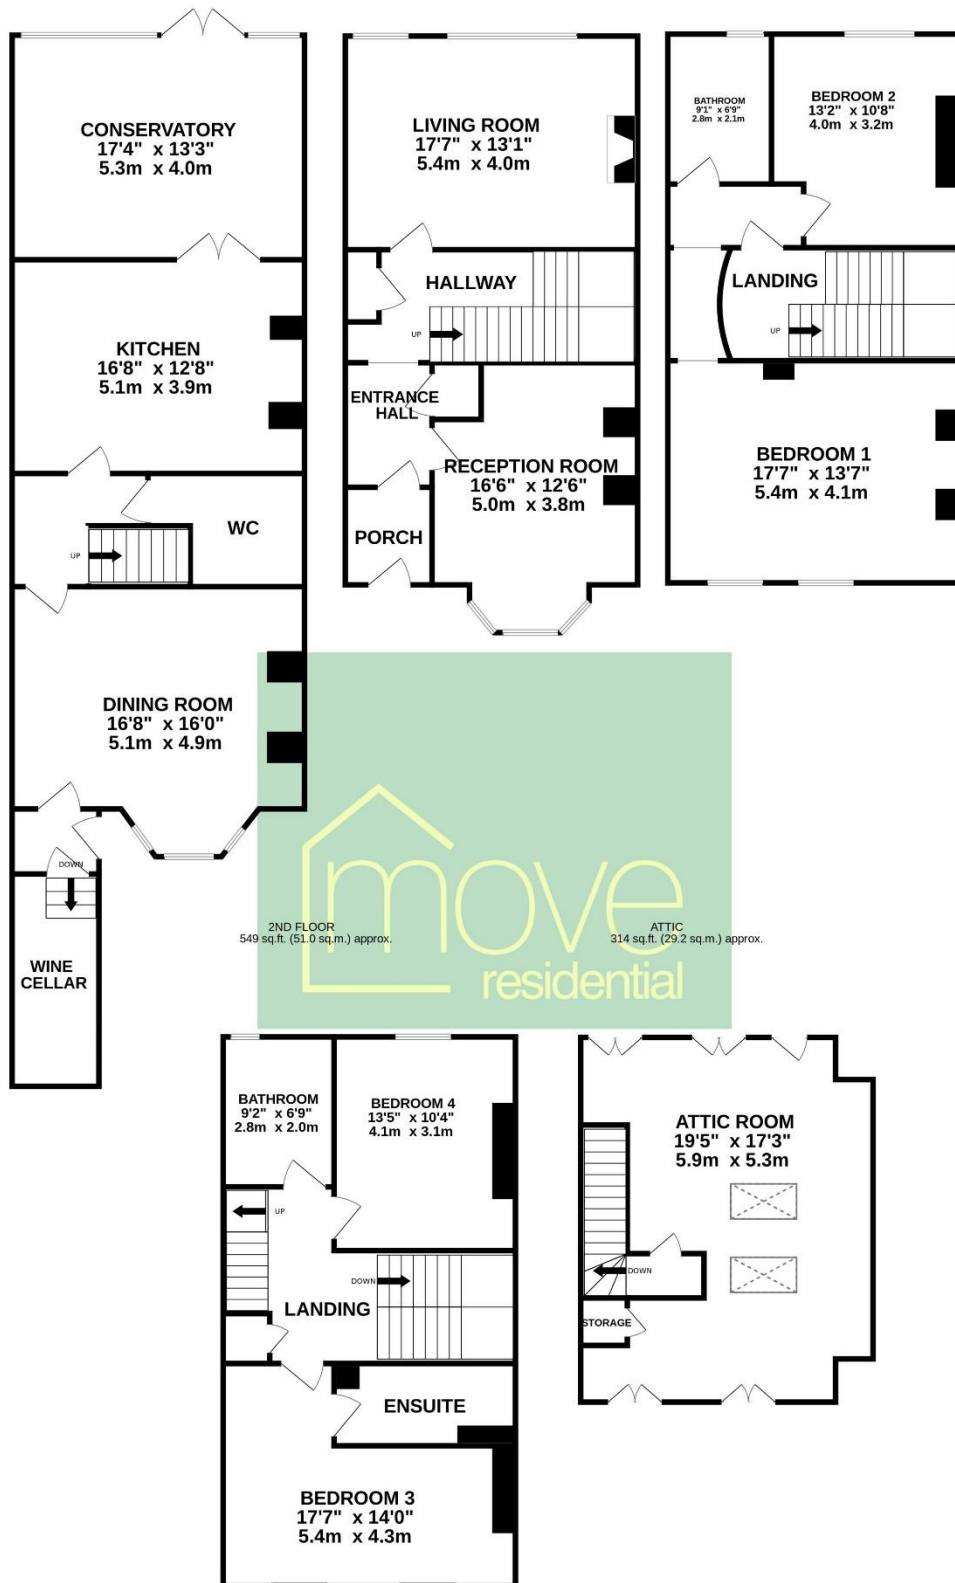 CONSERVATORY
17'4" x 13'3"
5.3m x 4.0m
KITCHEN
16'8" x 12'8"
5.1m x 3.9m
WC
UP
DINING ROOM
16'8" x 16'0"
5.1m x 4.9m
DOWN
WINE
CELLAR
LIVING ROOM
17'7" x 13'1"
5.4m x 4.0m
HALLWAY
UP
ENTRANCE
HALL
RECEPTION ROOM
16'6" x 12'6"
5.0m x 3.8m
PORCH
BATHROOM
9'1" x 6'9"
2.8m x 2.1m
BEDROOM 2
13'2" x 10'8"
4.0m x 3.2m
LANDING
UP
BEDROOM 1
17'7" x 13'7"
5.4m x 4.1m
move
residential
2ND FLOOR
549 sq.ft. (51.0 sq.m.) approx.
ATTIC
314 sq.ft. (29.2 sq.m.) approx.
BATHROOM
9'2" x 6'9"
2.8m x 2.0m
BEDROOM 4
13'5" x 10'4"
4.1m x 3.1m
UP
DOWN
LANDING
ENSUITE
BEDROOM 3
17'7" x 14'0"
5.4m x 4.3m
ATTIC ROOM
19'5" x 17'3"
5.9m x 5.3m
DOWN
STORAGE